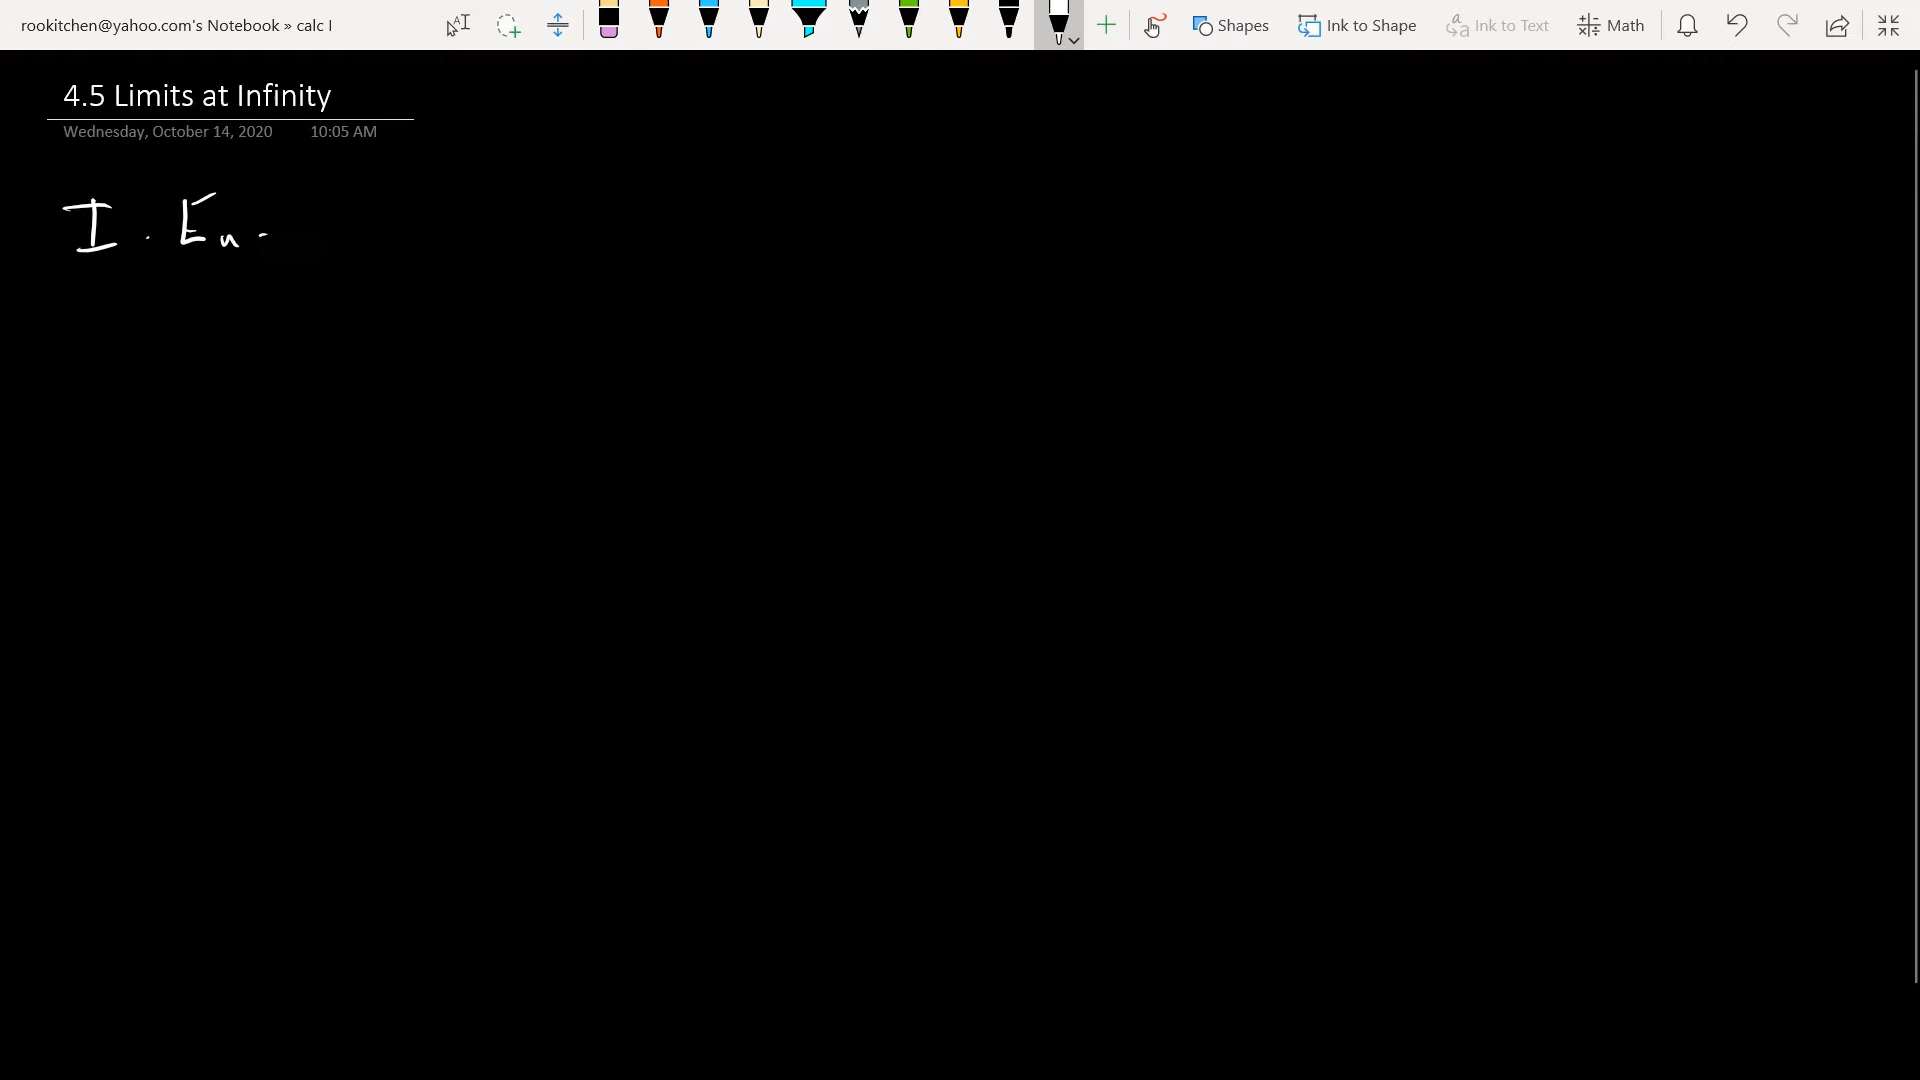 rookitchen@yahoo.com's Notebook » calc I
Shapes
Ink to Shape
Ink to Text
Math
4.5 Limits at Infinity
Wednesday, October 14, 2020 10:05 AM
I. En